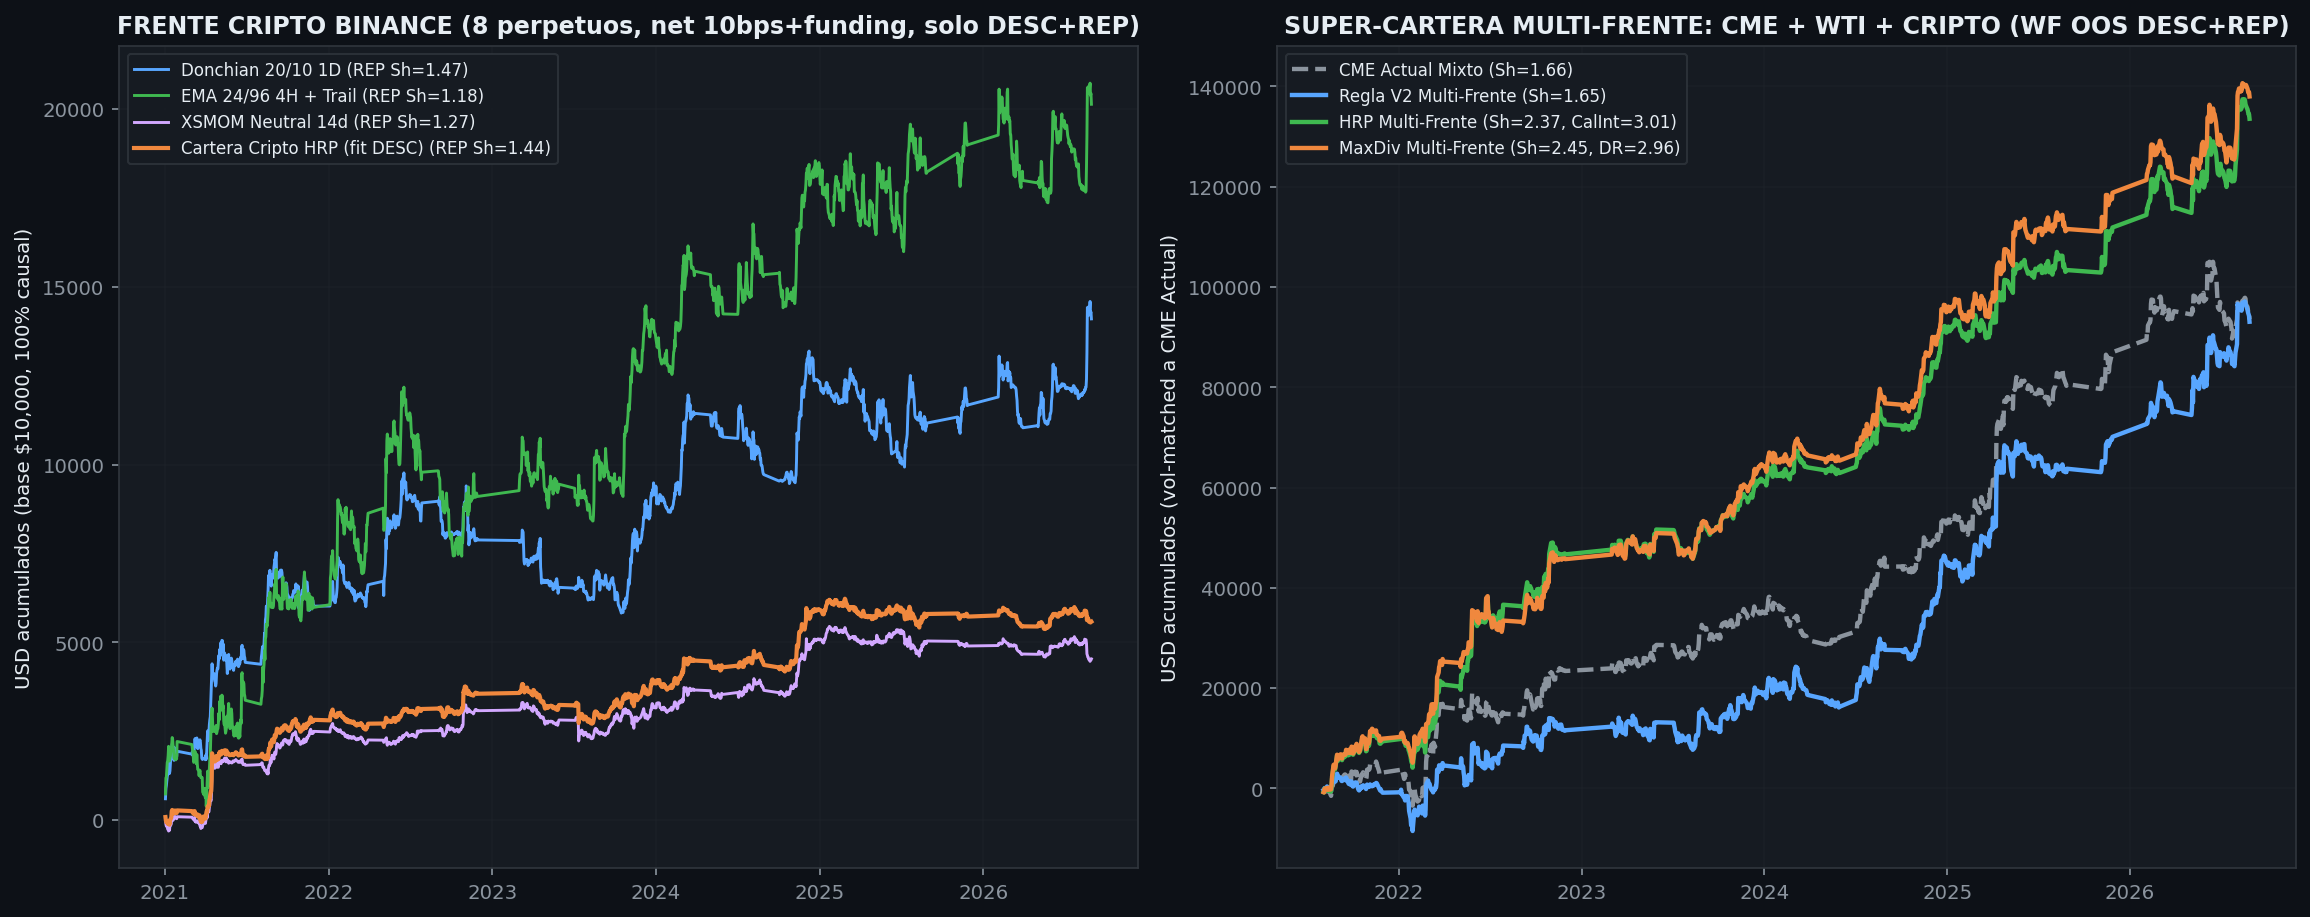 FRENTE CRIPTO BINANCE (8 perpetuos, net 10bps+funding, solo DESC+REP)
USD acumulados (base $10,000, 100% causal)
Donchian 20/10 1D (REP Sh=1.47)
EMA 24/96 4H + Trail (REP Sh=1.18)
XSMOM Neutral 14d (REP Sh=1.27)
Cartera Cripto HRP (fit DESC) (REP Sh=1.44)
20000
15000
10000
5000
0
2021
2022
2023
2024
2025
2026
SUPER-CARTERA MULTI-FRENTE: CME + WTI + CRIPTO (WF OOS DESC+REP)
USD acumulados (vol-matched a CME Actual)
CME Actual Mixto (Sh=1.66)
Regla V2 Multi-Frente (Sh=1.65)
HRP Multi-Frente (Sh=2.37, CalInt=3.01)
MaxDiv Multi-Frente (Sh=2.45, DR=2.96)
140000
120000
100000
80000
60000
40000
20000
0
2022
2023
2024
2025
2026